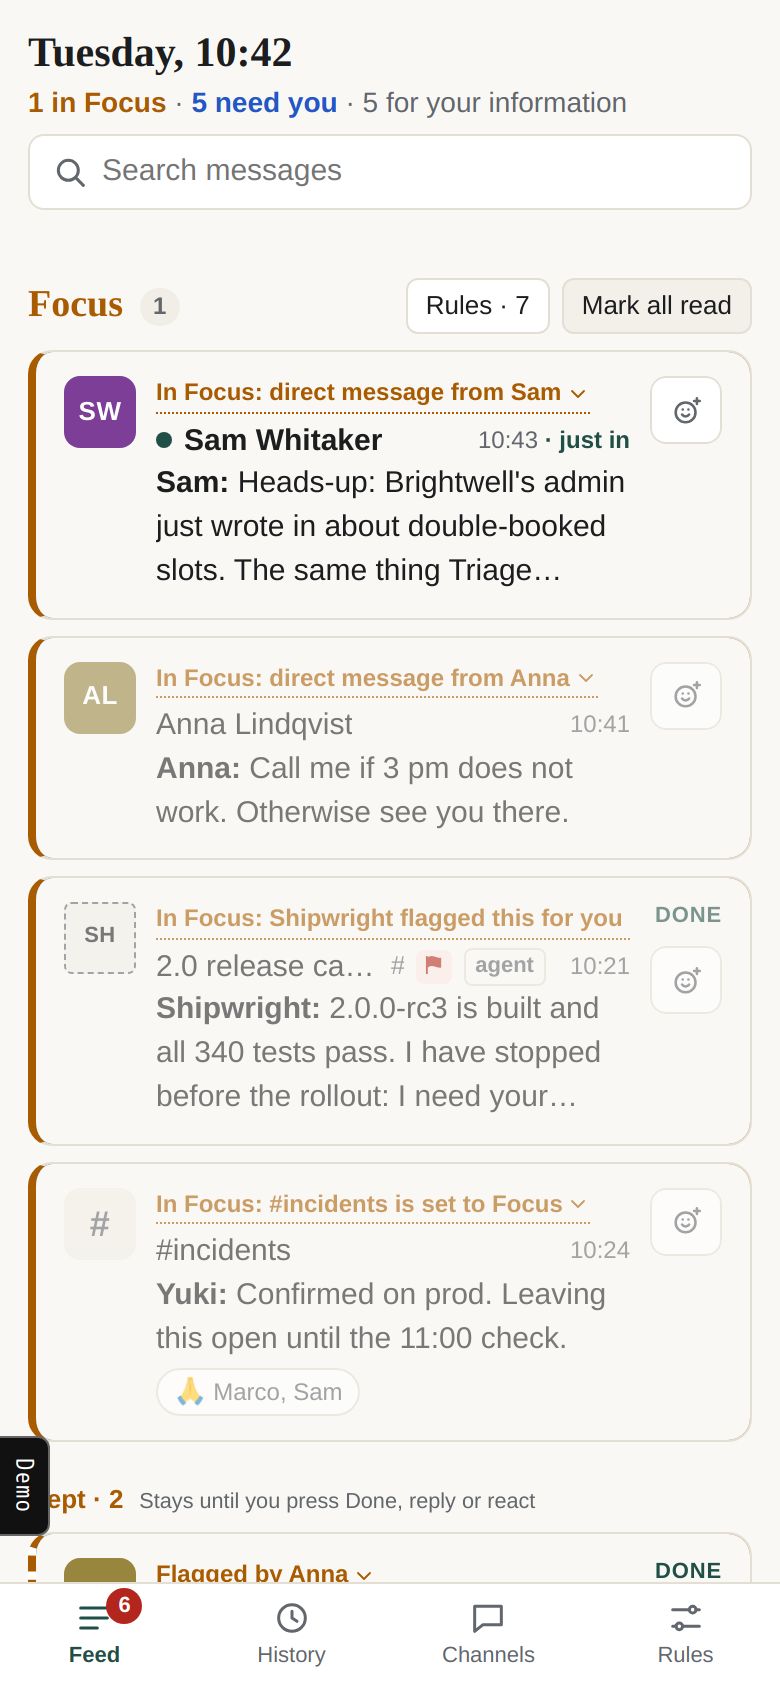 Tuesday, 10:42
1 in Focus · 5 need you · 5 for your information
Search messages
Focus 1
Rules · 7
Mark all read
SW
In Focus: direct message from Sam
Sam Whitaker 10:43 · just in
Sam: Heads-up: Brightwell's admin
just wrote in about double-booked
slots. The same thing Triage…
AL
In Focus: direct message from Anna
Anna Lindqvist 10:41
Anna: Call me if 3 pm does not
work. Otherwise see you there.
SH
In Focus: Shipwright flagged this for you
DONE
2.0 release ca… # agent 10:21
Shipwright: 2.0.0-rc3 is built and
all 340 tests pass. I have stopped
before the rollout: I need your…
#
In Focus: #incidents is set to Focus
#incidents 10:24
Yuki: Confirmed on prod. Leaving
this open until the 11:00 check.
Marco, Sam
Demo
ept · 2 Stays until you press Done, reply or react
Flagged by Anna
DONE
6
Feed
History
Channels
Rules